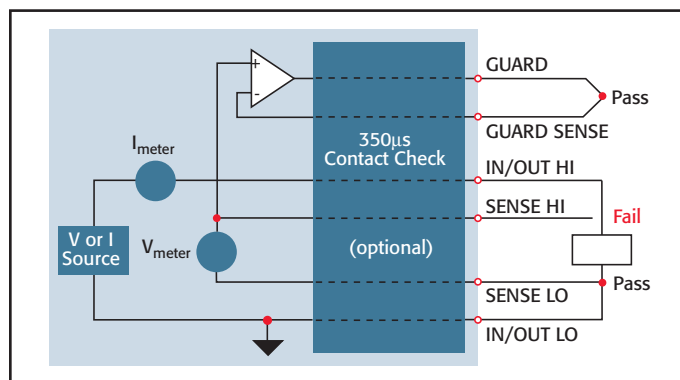 GUARD
+
-
Pass
GUARD SENSE
350µs
Contact Check
Imeter
IN/OUT HI
SENSE HI
Fail
V or I
Source
Vmeter
(optional)
Pass
SENSE LO
IN/OUT LO